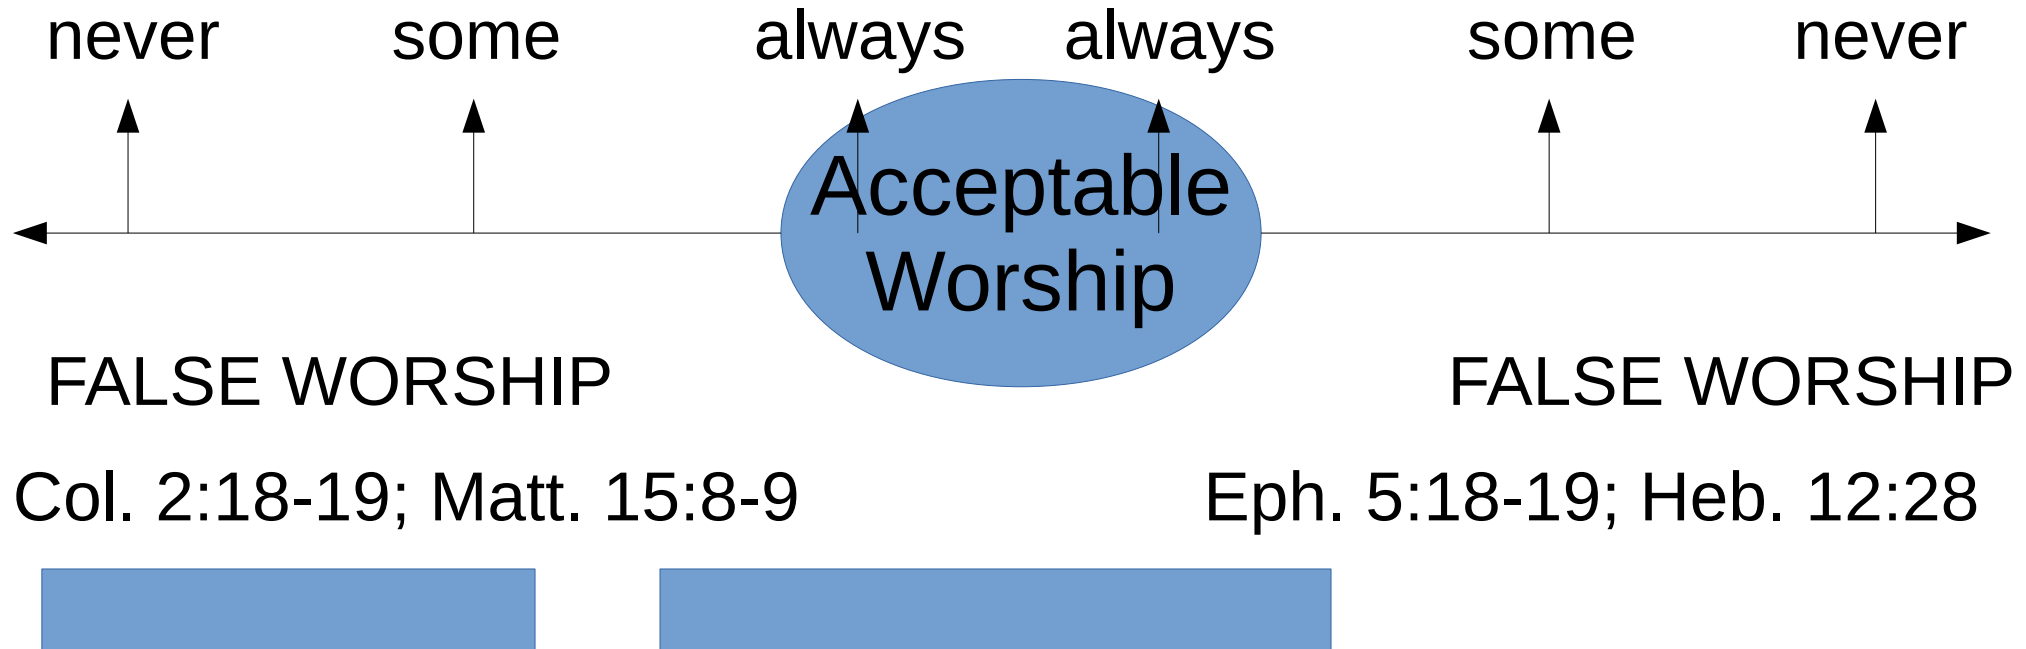 never some always always some never
Acceptable
Worship
FALSE WORSHIP FALSE WORSHIP
Col. 2:18-19; Matt. 15:8-9 Eph. 5:18-19; Heb. 12:28